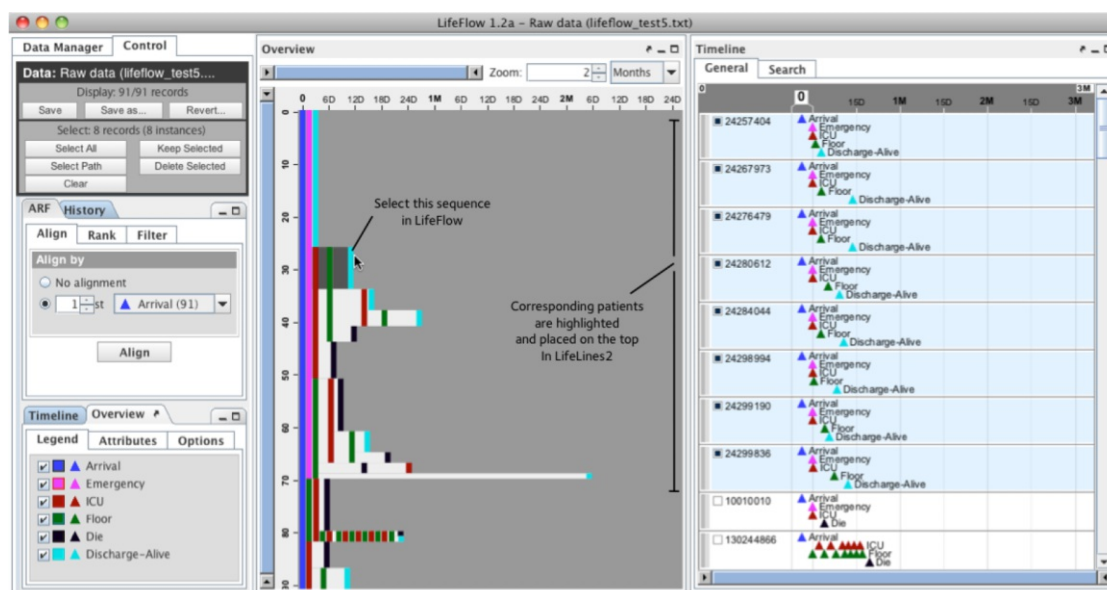 LifeFlow 1.2a – Raw data (lifeflow_test5.txt)
Data Manager
Control
Data: Raw data (lifeflow_test5....
Display: 91/91 records
Save
Save as...
Revert...
Select: 8 records (8 instances)
Select All
Keep Selected
Select Path
Delete Selected
Clear
ARF
History
Align
Rank
Filter
Align by
No alignment
1 st
Arrival (91)
Align
Timeline
Overview
Legend
Attributes
Options
Arrival
Emergency
ICU
Floor
Die
Discharge-Alive
Overview
Zoom:
2
Months
0 6D 12D 18D 24D 1M 6D 12D 18D 24D 2M 6D 12D 18D 24D
0
10
20
30
40
50
60
70
80
90
Select this sequence
in LifeFlow
Corresponding patients
are highlighted
and placed on the top
In LifeLines2
Timeline
General
Search
0
3M
0 15D 1M 15D 2M 15D 3M
24257404
Arrival
Emergency
ICU
Floor
Discharge-Alive
24267973
Arrival
Emergency
ICU
Floor
Discharge-Alive
24276479
Arrival
Emergency
ICU
Floor
Discharge-Alive
24280612
Arrival
Emergency
ICU
Floor
Discharge-Alive
24284044
Arrival
Emergency
ICU
Floor
Discharge-Alive
24298994
Arrival
Emergency
ICU
Floor
Discharge-Alive
24299190
Arrival
Emergency
ICU
Floor
Discharge-Alive
24299836
Arrival
Emergency
ICU
Floor
Discharge-Alive
10010010
Arrival
Emergency
ICU
Die
130244866
Arrival
ICU
Floor
Die